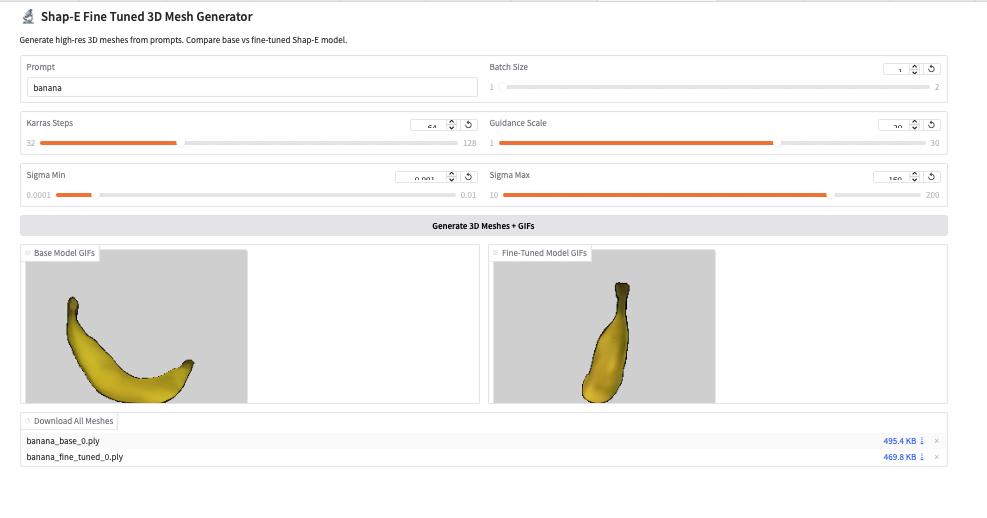 Shap-E Fine Tuned 3D Mesh Generator
Generate high-res 3D meshes from prompts. Compare base vs fine-tuned Shap-E model.
Prompt
banana
Batch Size
1
1 2
Karras Steps
64
32 128
Guidance Scale
20
1 30
Sigma Min
0.001
0.0001 0.01
Sigma Max
160
10 200
Generate 3D Meshes + GIFs
Base Model GIFs
Fine-Tuned Model GIFs
Download All Meshes
banana_base_0.ply 495.4 KB ↓ ×
banana_fine_tuned_0.ply 469.8 KB ↓ ×